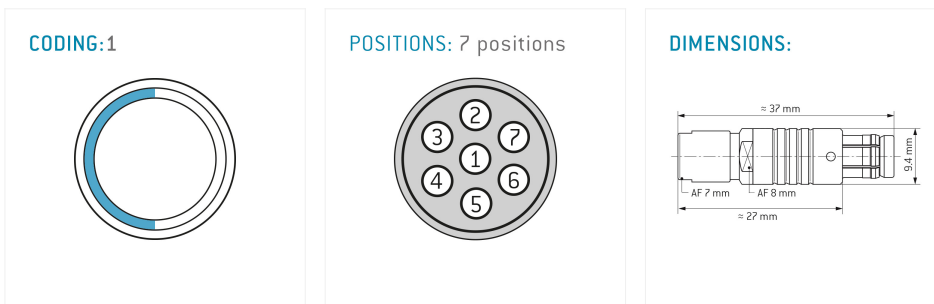 CODING:1
POSITIONS: 7 positions
2
3
7
1
4
6
5
DIMENSIONS:
≈ 37 mm
9.4 mm
AF 7 mm
AF 8 mm
≈ 27 mm